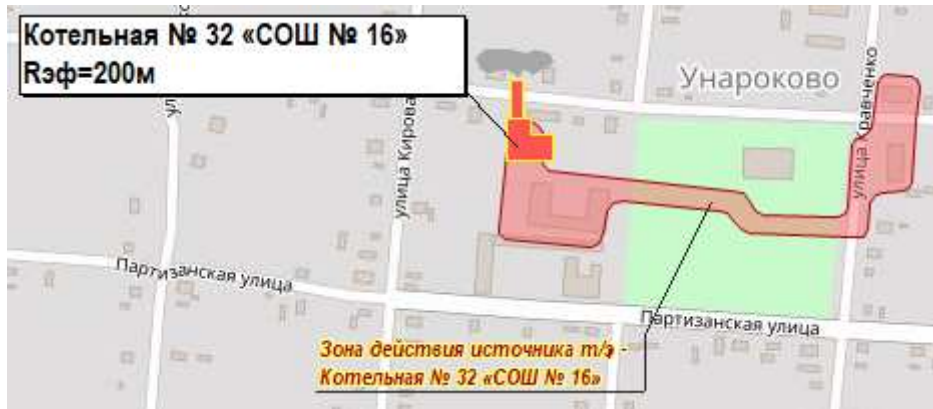 Котельная № 32 «СОШ № 16»
Rэф=200м
Унароково
улица Кравченко
ул
улица Кирова
Партизанская улица
Партизанская улица
Зона действия источника т/э -
Котельная № 32 «СОШ № 16»